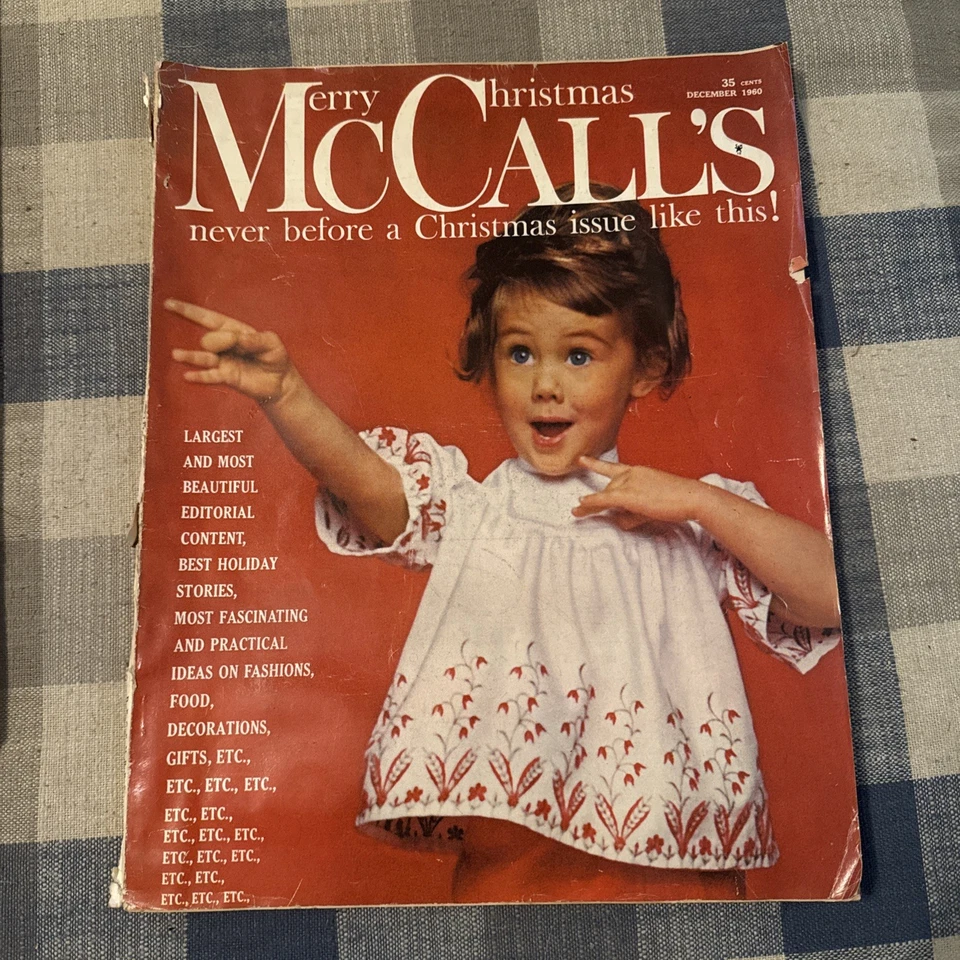 Merry Christmas
35 CENTS
DECEMBER 1960
McCALL'S
never before a Christmas issue like this!
LARGEST
AND MOST
BEAUTIFUL
EDITORIAL
CONTENT,
BEST HOLIDAY
STORIES,
MOST FASCINATING
AND PRACTICAL
IDEAS ON FASHIONS,
FOOD,
DECORATIONS,
GIFTS, ETC.,
ETC., ETC., ETC.,
ETC., ETC.,
ETC., ETC., ETC.,
ETC., ETC., ETC.,
ETC., ETC.,
ETC., ETC., ETC.,